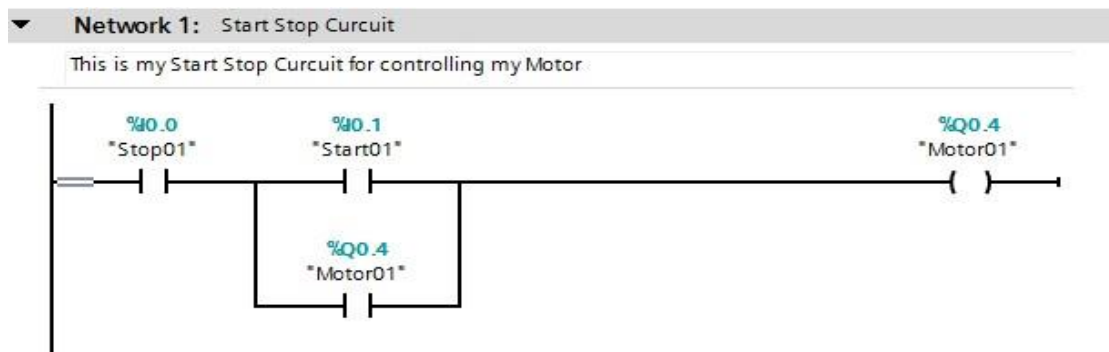 Network 1: Start Stop Curcuit
This is my Start Stop Curcuit for controlling my Motor
%I0.0 %I0.1 %Q0.4
"Stop01" "Start01" "Motor01"
%Q0.4
"Motor01"